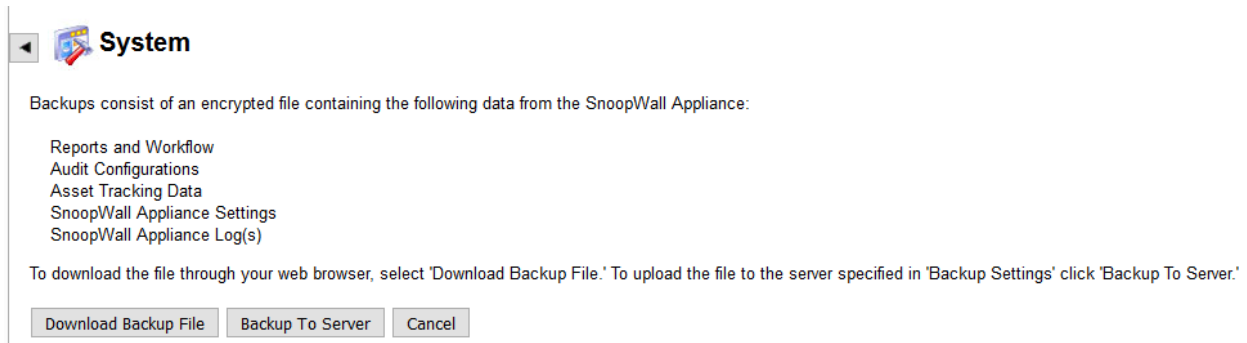 System
Backups consist of an encrypted file containing the following data from the SnoopWall Appliance:
Reports and Workflow
Audit Configurations
Asset Tracking Data
SnoopWall Appliance Settings
SnoopWall Appliance Log(s)
To download the file through your web browser, select 'Download Backup File.' To upload the file to the server specified in 'Backup Settings' click 'Backup To Server.'
Download Backup File Backup To Server Cancel